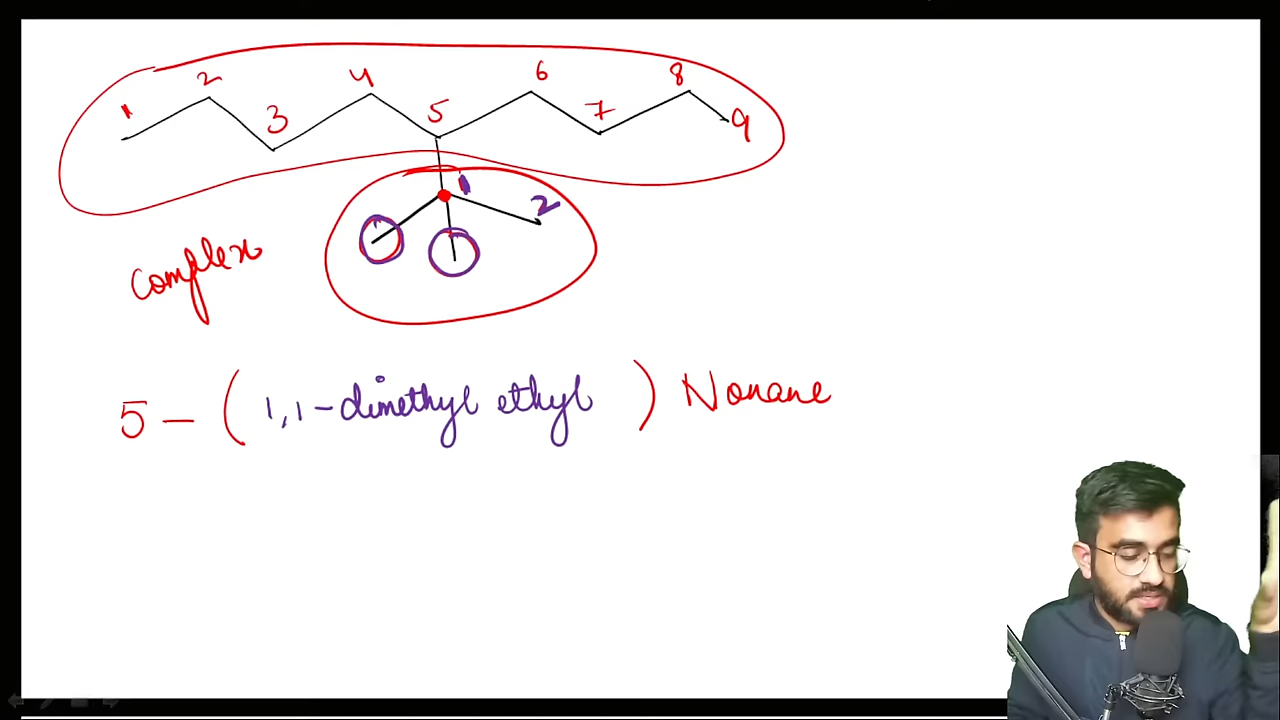 1 2 3 4 5 6 7 8 9
1 2
complex
5 - ( 1,1-dimethyl ethyl ) Nonane